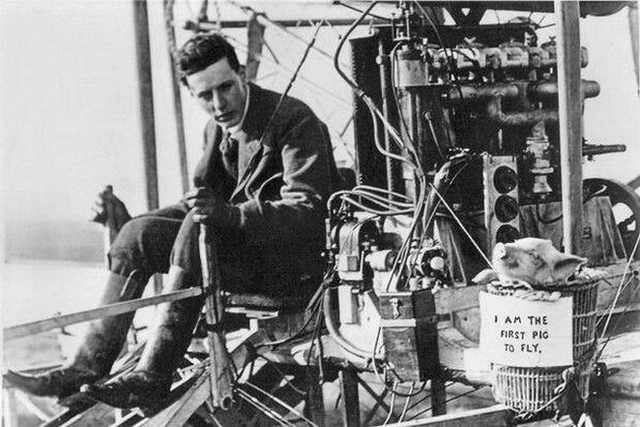 I AM THE
FIRST PIG
TO FLY.